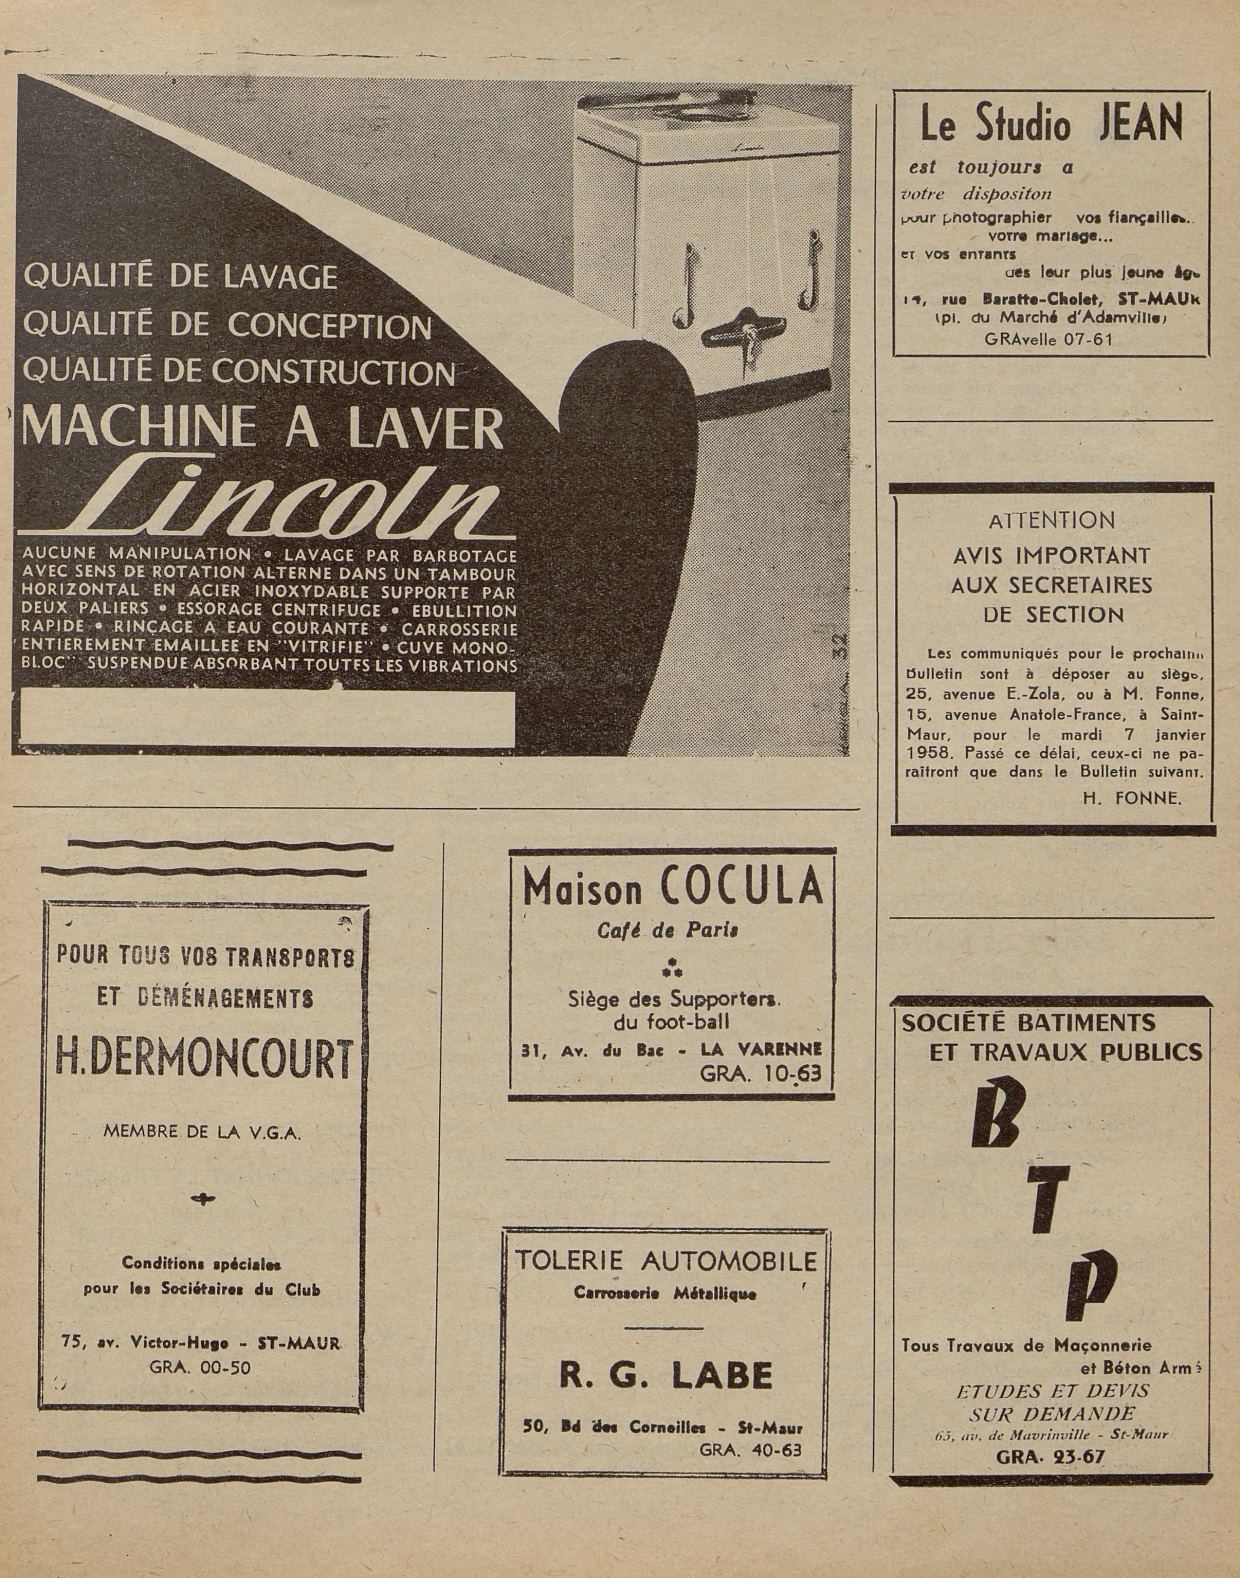 QUALITÉ DE LAVAGE
QUALITÉ DE CONCEPTION
QUALITÉ DE CONSTRUCTION
MACHINE A LAVER
Lincoln
AUCUNE MANIPULATION • LAVAGE PAR BARBOTAGE
AVEC SENS DE ROTATION ALTERNE DANS UN TAMBOUR
HORIZONTAL EN ACIER INOXYDABLE SUPPORTE PAR
DEUX PALIERS • ESSORAGE CENTRIFUGE • EBULLITION
RAPIDE • RINÇAGE A EAU COURANTE • CARROSSERIE
ENTIEREMENT EMAILLEE EN "VITRIFIE" • CUVE MONO-
BLOC SUSPENDUE ABSORBANT TOUTES LES VIBRATIONS
32
Le Studio JEAN
est toujours a
votre dispositon
pour photographier vos fiançailles...
votre mariage...
et vos enfants
dès leur plus jeune âge
14, rue Baratte-Cholet, ST-MAUR
(pl. du Marché d'Adamville)
GRAvelle 07-61
ATTENTION
AVIS IMPORTANT
AUX SECRETAIRES
DE SECTION
Les communiqués pour le prochain
Bulletin sont à déposer au siège,
25, avenue E.-Zola, ou à M. Fonne,
15, avenue Anatole-France, à Saint-
Maur, pour le mardi 7 janvier
1958. Passé ce délai, ceux-ci ne pa-
raîtront que dans le Bulletin suivant.
H. FONNE.
POUR TOUS VOS TRANSPORTS
ET DÉMÉNAGEMENTS
H. DERMONCOURT
MEMBRE DE LA V.G.A.
Conditions spéciales
pour les Sociétaires du Club
75, av. Victor-Hugo - ST-MAUR
GRA. 00-50
Maison COCULA
Café de Paris
Siège des Supporters
du foot-ball
31, Av. du Bac - LA VARENNE
GRA. 10-63
TOLERIE AUTOMOBILE
Carrosserie Métallique
R. G. LABE
50, Bd des Corneilles - St-Maur
GRA. 40-63
SOCIÉTÉ BATIMENTS
ET TRAVAUX PUBLICS
B
T
P
Tous Travaux de Maçonnerie
et Béton Armé
ETUDES ET DEVIS
SUR DEMANDE
65, av. de Mavrinville - St-Maur
GRA. 23-67